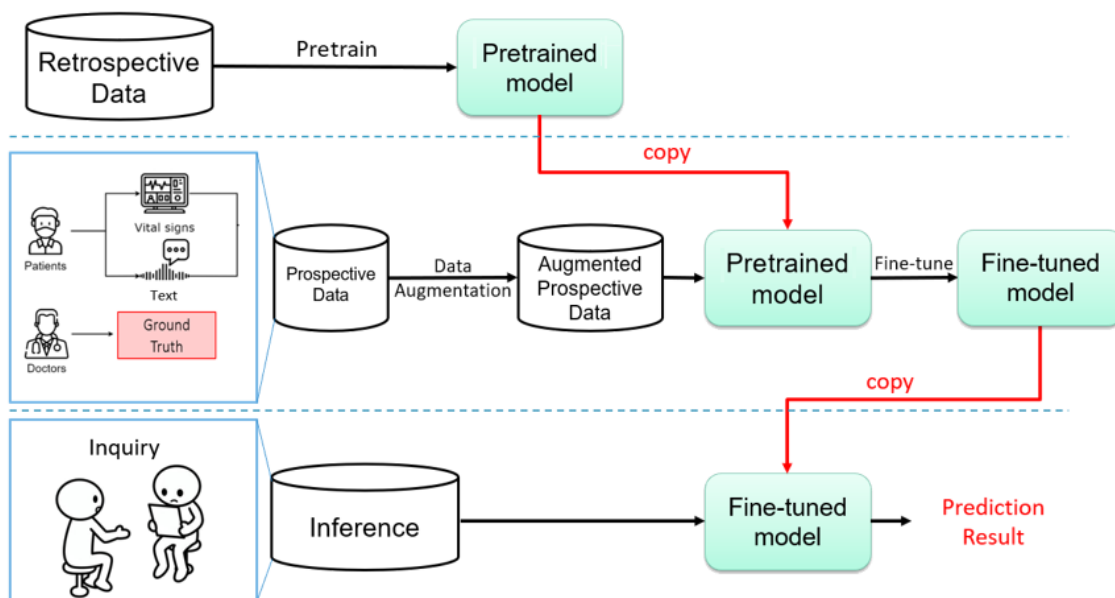 Retrospective
Data
Pretrain
Pretrained
model
copy
Patients
Vital signs
Text
Doctors
Ground
Truth
Prospective
Data
Data
Augmentation
Augmented
Prospective
Data
Pretrained
model
Fine-tune
Fine-tuned
model
copy
Inquiry
Inference
Fine-tuned
model
Prediction
Result